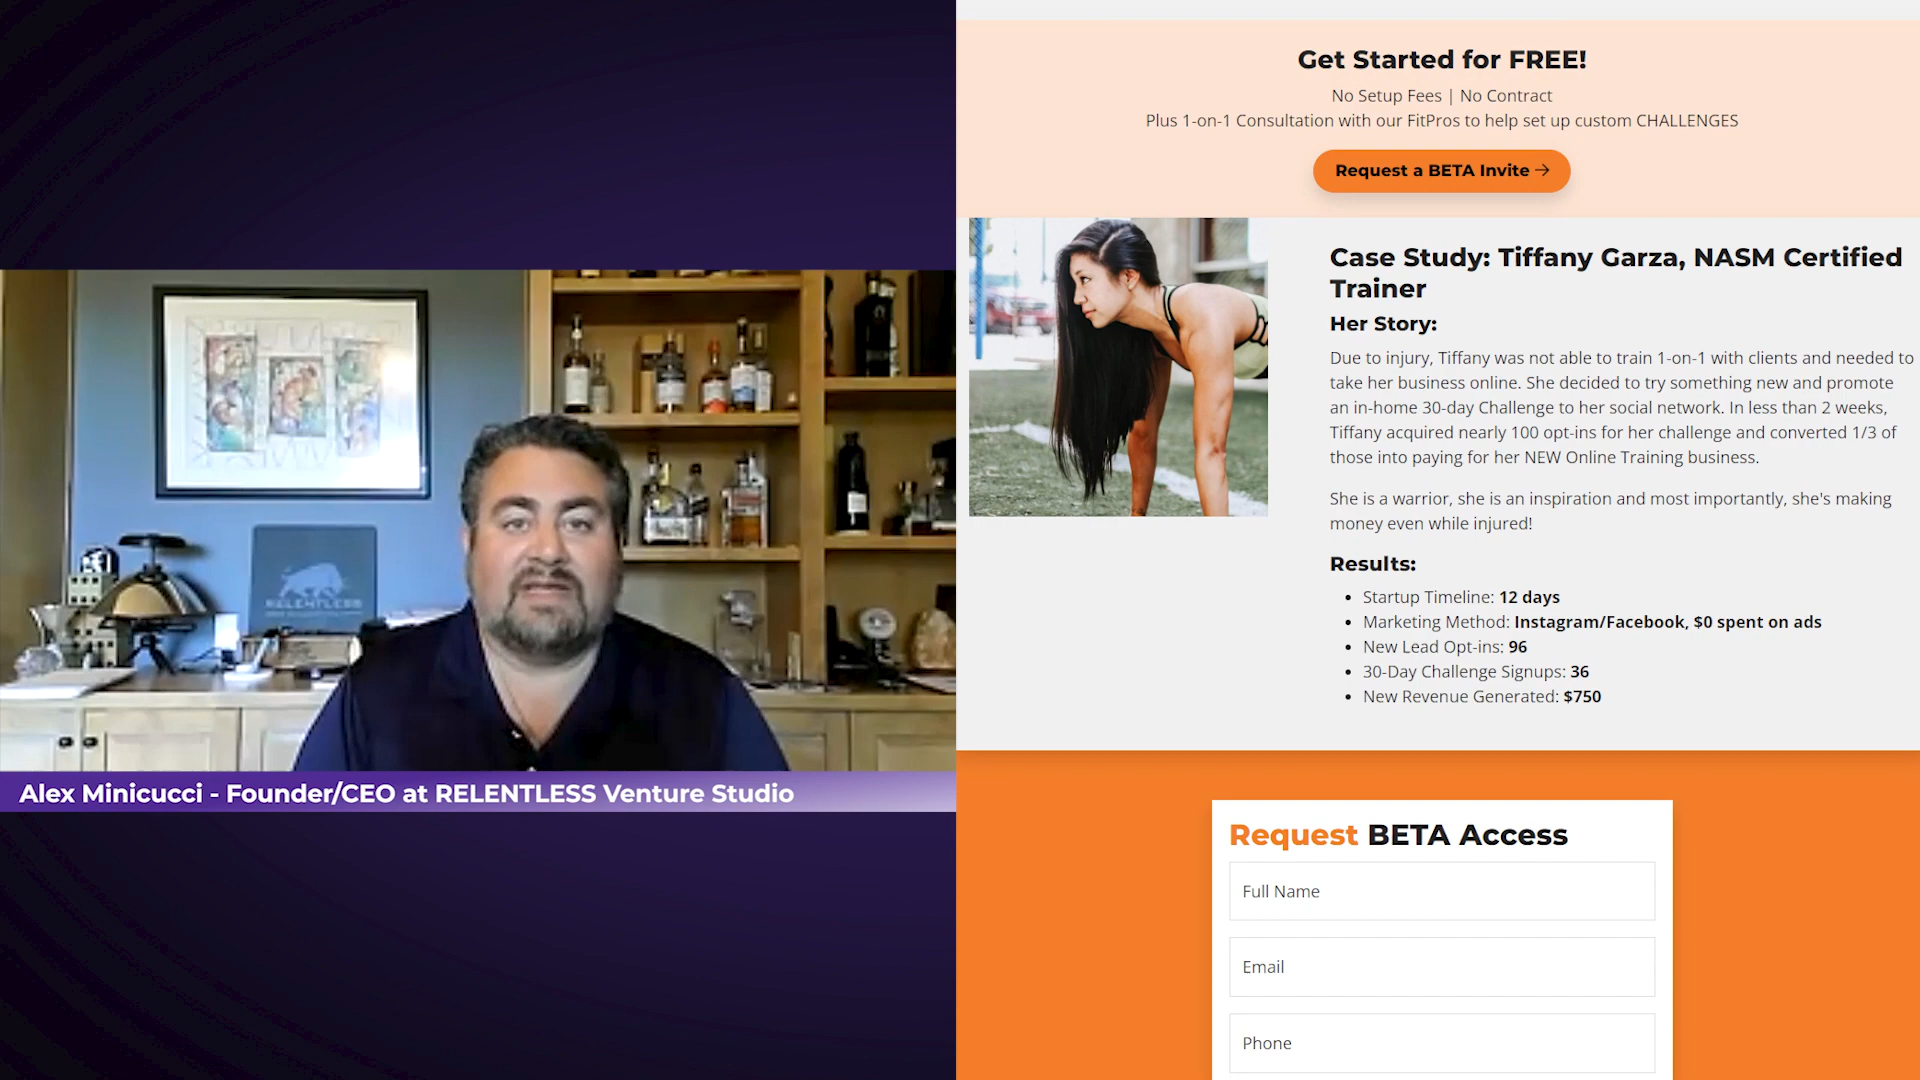 RELENTLESS
Alex Minicucci - Founder/CEO at RELENTLESS Venture Studio
Get Started for FREE!
No Setup Fees | No Contract
Plus 1-on-1 Consultation with our FitPros to help set up custom CHALLENGES
Request a BETA Invite →
Case Study: Tiffany Garza, NASM Certified
Trainer
Her Story:
Due to injury, Tiffany was not able to train 1-on-1 with clients and needed to
take her business online. She decided to try something new and promote
an in-home 30-day Challenge to her social network. In less than 2 weeks,
Tiffany acquired nearly 100 opt-ins for her challenge and converted 1/3 of
those into paying for her NEW Online Training business.
She is a warrior, she is an inspiration and most importantly, she's making
money even while injured!
Results:
• Startup Timeline: 12 days
• Marketing Method: Instagram/Facebook, $0 spent on ads
• New Lead Opt-ins: 96
• 30-Day Challenge Signups: 36
• New Revenue Generated: $750
Request BETA Access
Full Name
Email
Phone